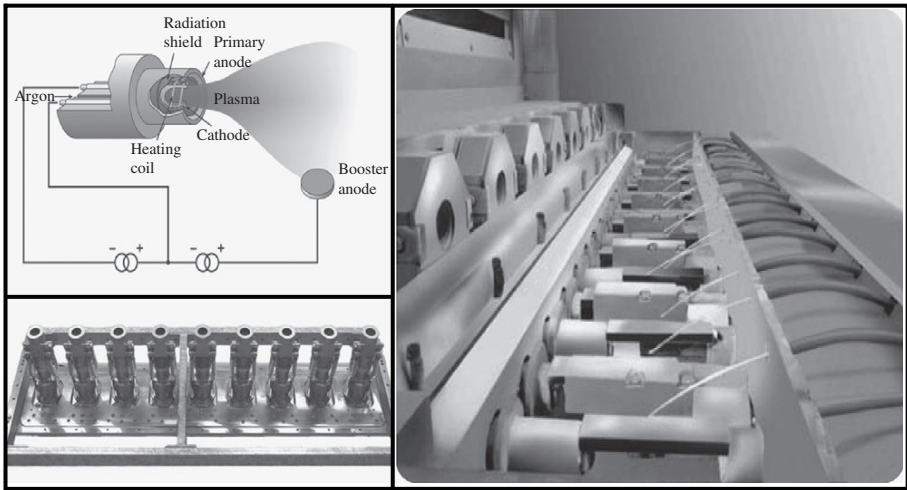 Radiation
shield
Primary
anode
Argon
Plasma
Cathode
Heating
coil
Booster
anode
- +
- +